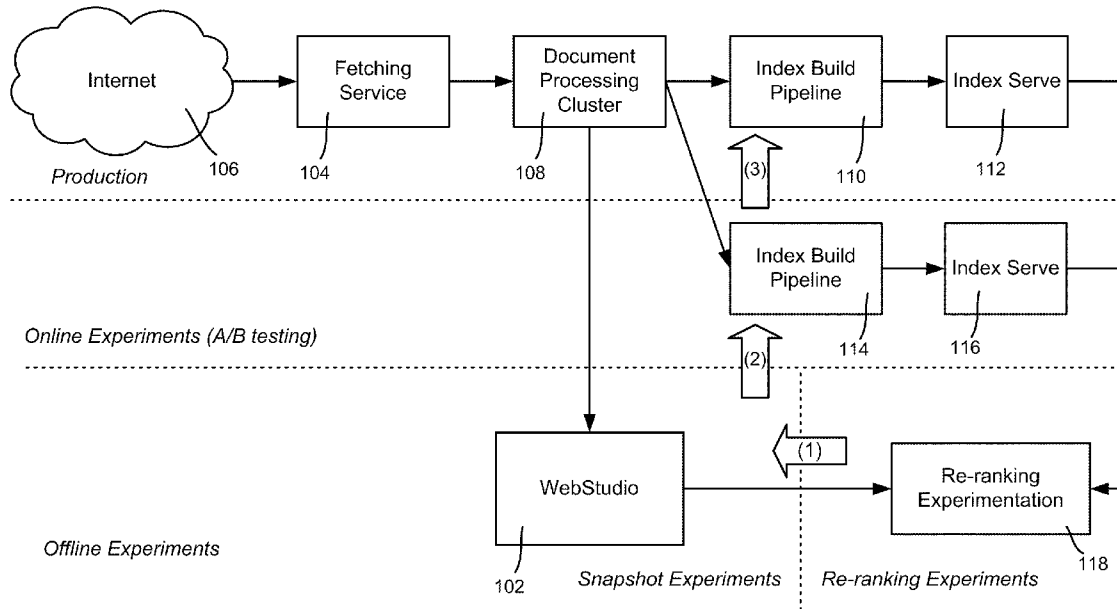 Internet
Fetching
Service
Document
Processing
Cluster
Index Build
Pipeline
Index Serve
106
104
108
110
112
Production
(3)
Index Build
Pipeline
Index Serve
114
116
Online Experiments (A/B testing)
(2)
(1)
WebStudio
Re-ranking
Experimentation
102
118
Offline Experiments
Snapshot Experiments
Re-ranking Experiments